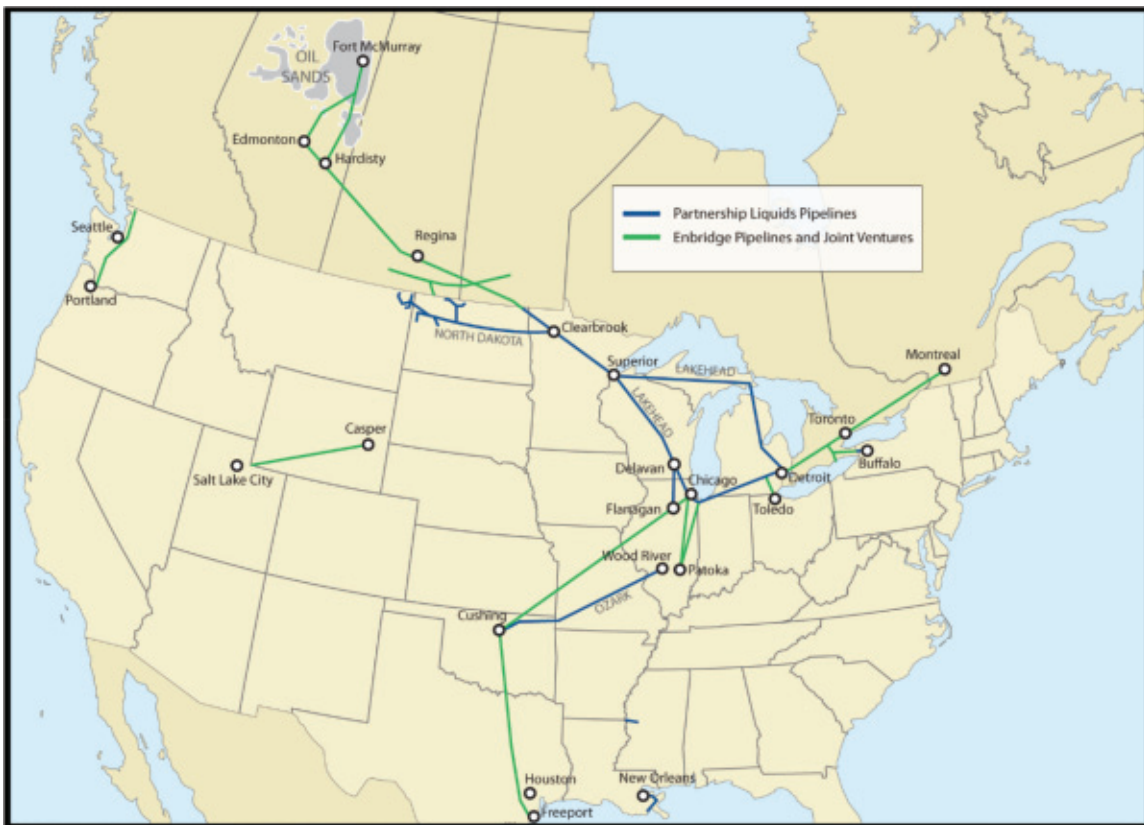 Fort McMurray
OIL
SANDS
Edmonton
Hardisty
Partnership Liquids Pipelines
Enbridge Pipelines and Joint Ventures
Seattle
Regina
Portland
Clearbrook
NORTH DAKOTA
Superior
LAKEHEAD
Montreal
LAKEHEAD
Toronto
Casper
Buffalo
Salt Lake City
Delavan
Chicago
Detroit
Flanagan
Toledo
Wood River
Patoka
OZARK
Cushing
Houston
New Orleans
Freeport